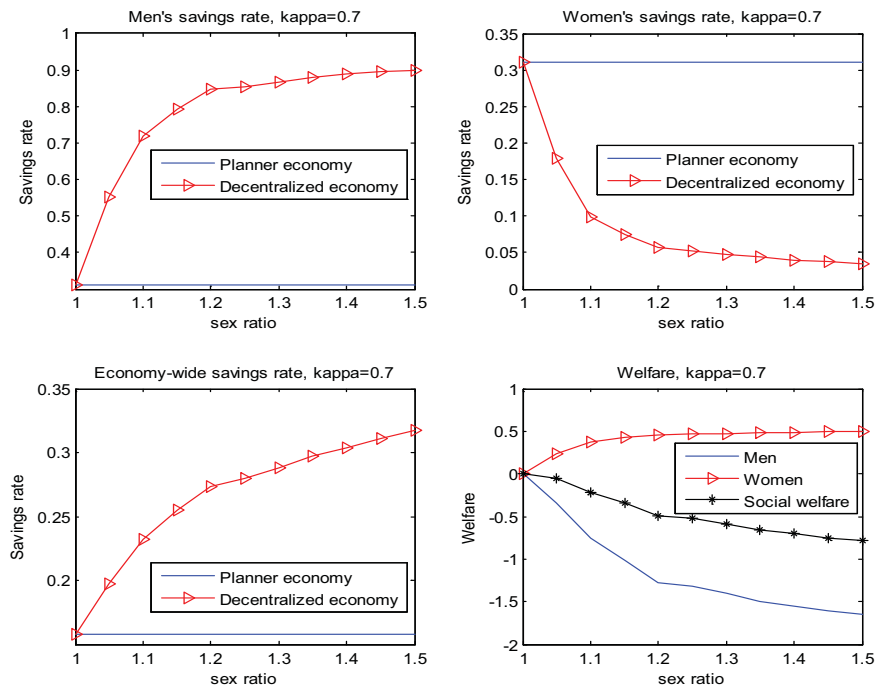 Men's savings rate, kappa=0.7
1
0.9
0.8
0.7
0.6
0.5
0.4
Savings rate
Planner economy
Decentralized economy
1 1.1 1.2 1.3 1.4 1.5
sex ratio
Women's savings rate, kappa=0.7
0.35
0.3
0.25
0.2
0.15
0.1
0.05
0
Savings rate
Planner economy
Decentralized economy
1 1.1 1.2 1.3 1.4 1.5
sex ratio
Economy-wide savings rate, kappa=0.7
0.35
0.3
0.25
0.2
Savings rate
Planner economy
Decentralized economy
1 1.1 1.2 1.3 1.4 1.5
sex ratio
Welfare, kappa=0.7
1
0.5
0
-0.5
-1
-1.5
-2
Welfare
Men
Women
Social welfare
1 1.1 1.2 1.3 1.4 1.5
sex ratio